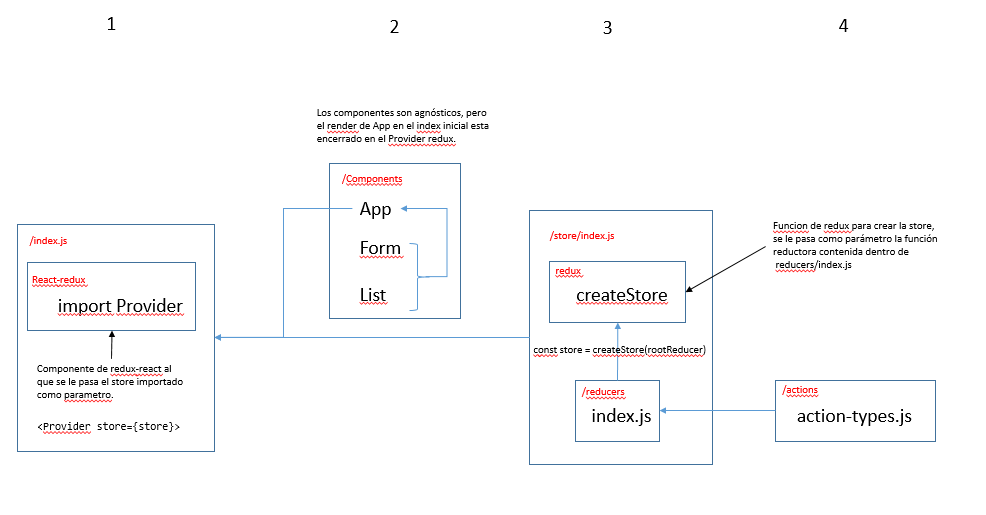 1
2
3
4
Los componentes son agnósticos, pero
el render de App en el index inicial esta
encerrado en el Provider redux.
/index.js
React-redux
import Provider
Componente de redux-react al
que se le pasa el store importado
como parametro.
<Provider store={store}>
/Components
App
Form
List
/store/index.js
redux
createStore
const store = createStore(rootReducer)
/reducers
index.js
Funcion de redux para crear la store,
se le pasa como parámetro la función
reductora contenida dentro de
reducers/index.js
/actions
action-types.js